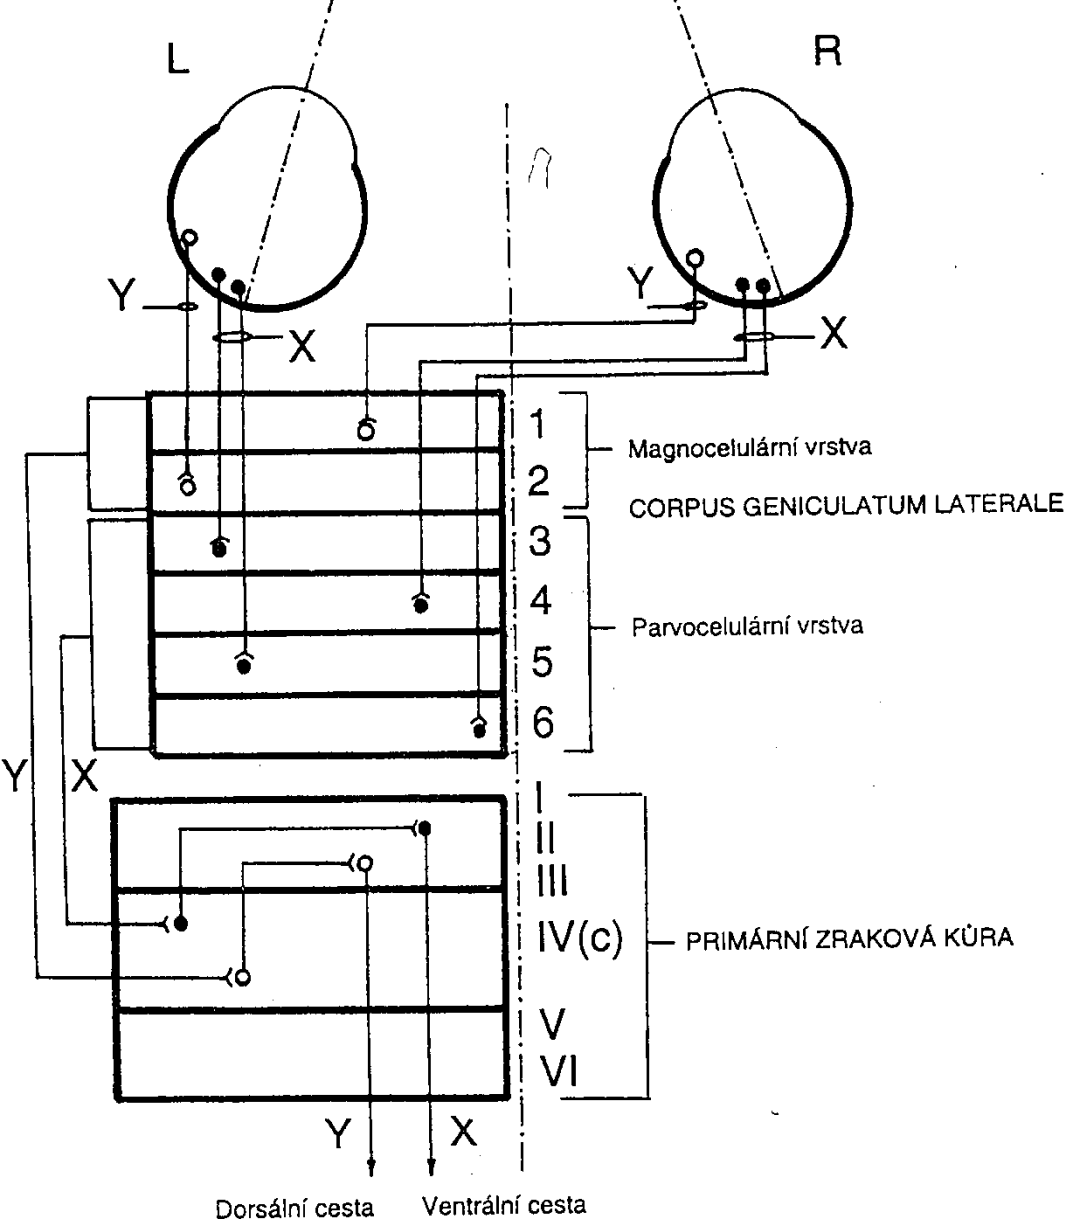 L
R
Y
X
Y
X
1
Magnocelulární vrstva
2
CORPUS GENICULATUM LATERALE
3
4
Parvocelulární vrstva
5
6
Y
X
I
II
III
IV(c)
PRIMÁRNÍ ZRAKOVÁ KŮRA
V
VI
Y
X
Dorsální cesta
Ventrální cesta